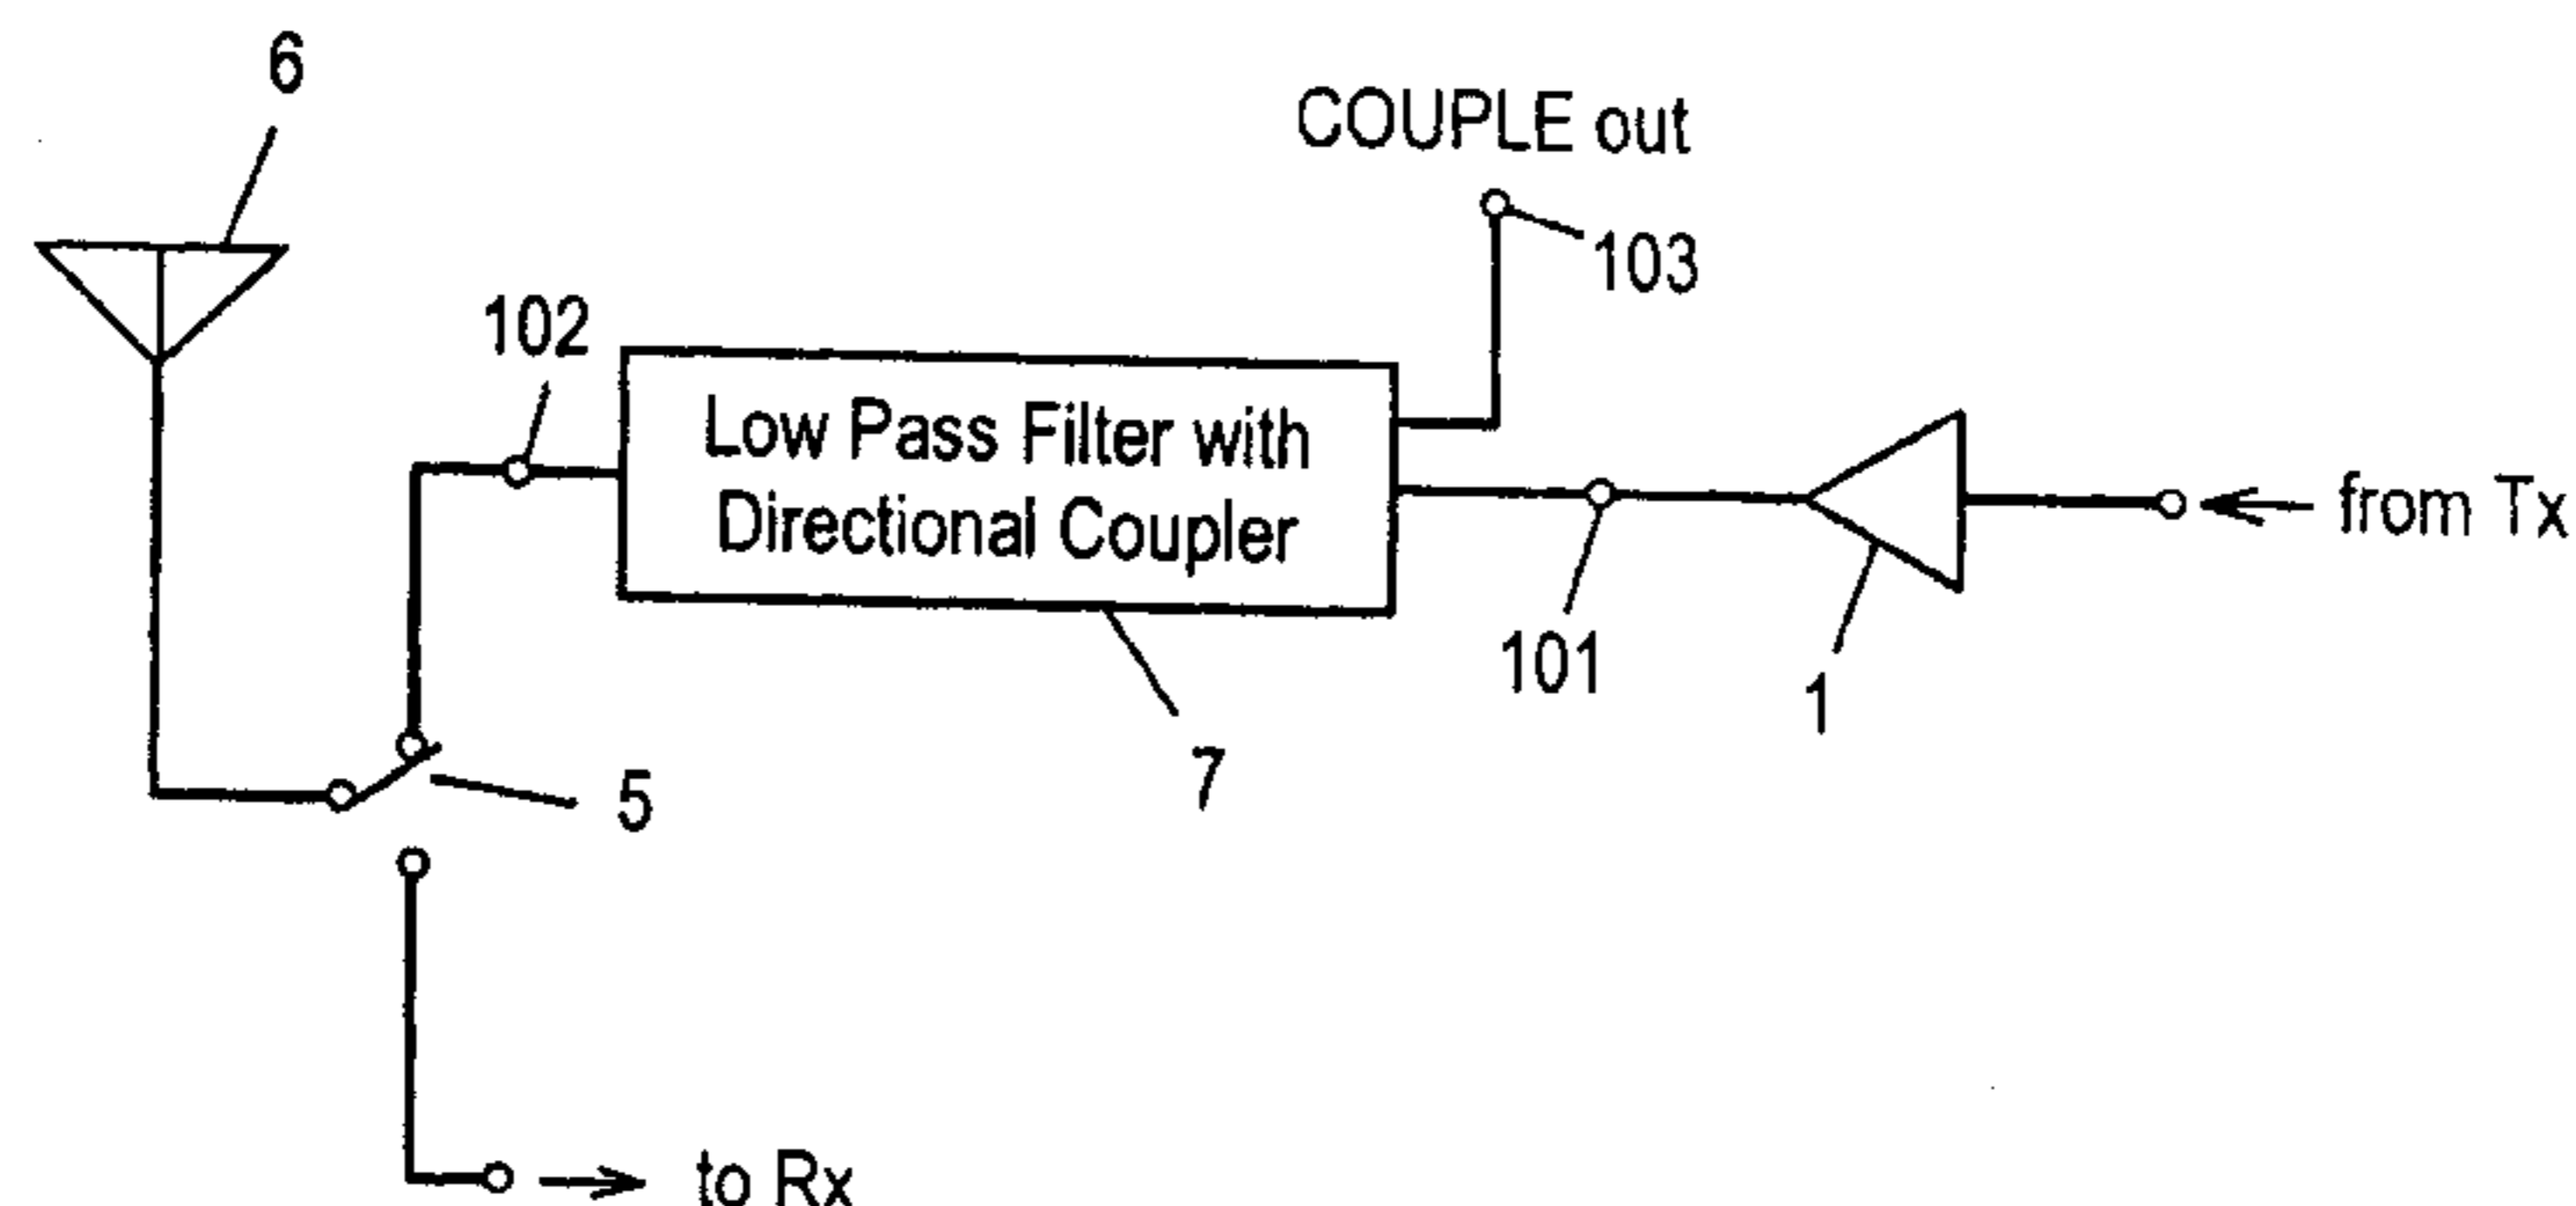 6
COUPLE out
103
102
Low Pass Filter with
Directional Coupler
from Tx
101
1
7
5
to Rx